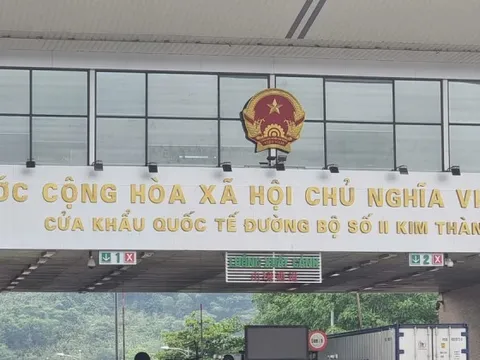 ỚC CỘNG HÒA XÃ HỘI CHỦ NGHĨA VI
CỬA KHẨU QUỐC TẾ ĐƯỜNG BỘ SỐ II KIM THÀN
1 X
2 X